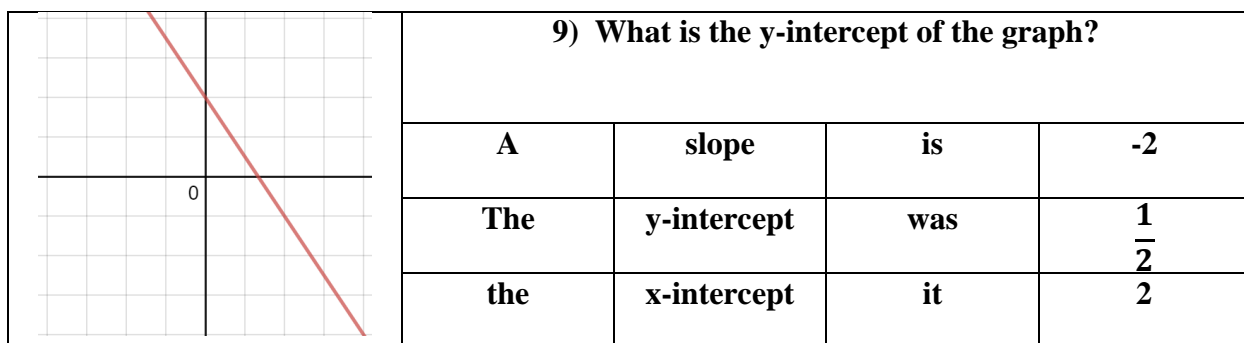 9) What is the y-intercept of the graph?
0
A slope is -2
The y-intercept was 1/2
the x-intercept it 2